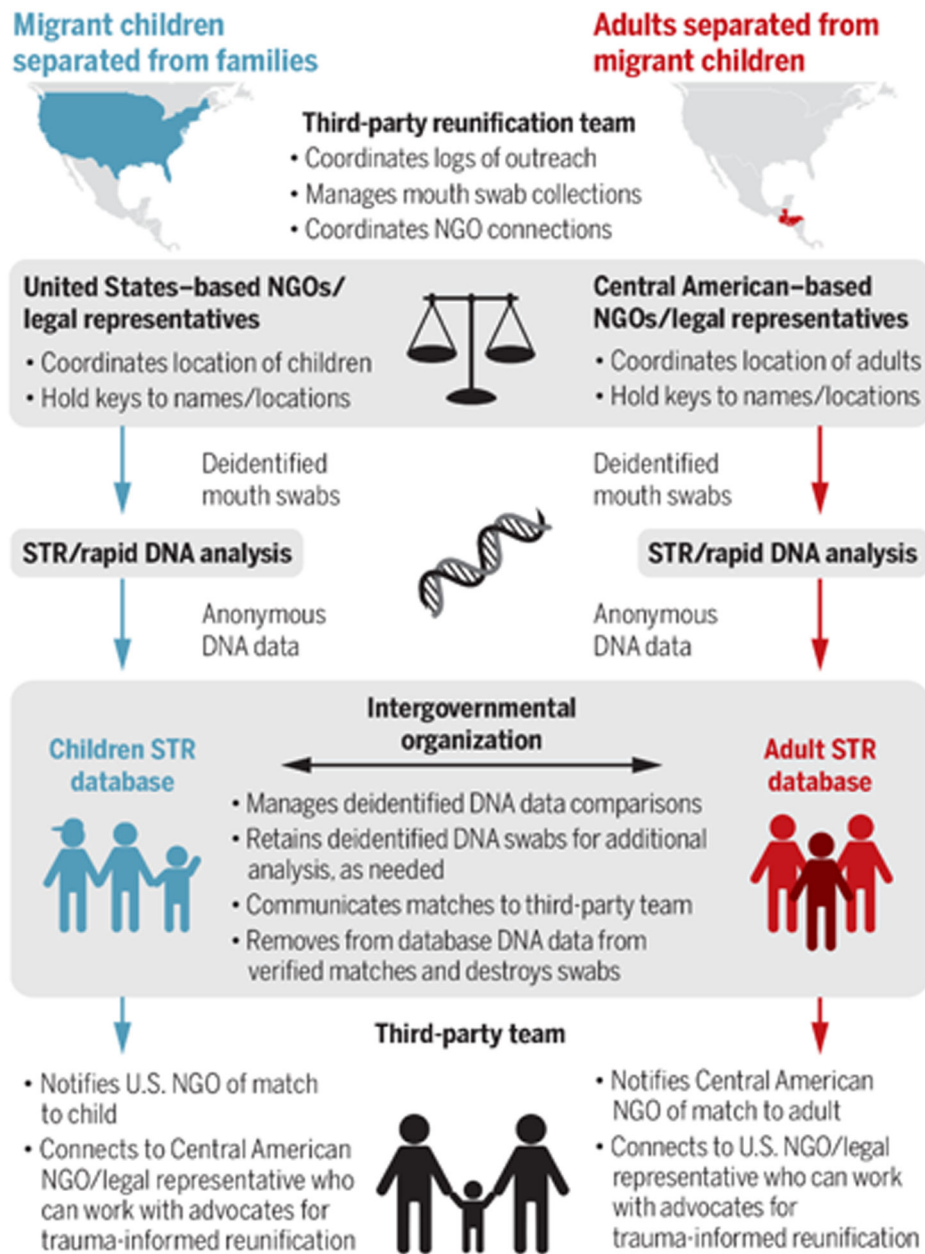 Migrant children
separated from families
Adults separated from
migrant children
Third-party reunification team
• Coordinates logs of outreach
• Manages mouth swab collections
• Coordinates NGO connections
United States–based NGOs/
legal representatives
• Coordinates location of children
• Hold keys to names/locations
Central American–based
NGOs/legal representatives
• Coordinates location of adults
• Hold keys to names/locations
Deidentified
mouth swabs
Deidentified
mouth swabs
STR/rapid DNA analysis
STR/rapid DNA analysis
Anonymous
DNA data
Anonymous
DNA data
Intergovernmental
organization
Children STR
database
Adult STR
database
• Manages deidentified DNA data comparisons
• Retains deidentified DNA swabs for additional
analysis, as needed
• Communicates matches to third-party team
• Removes from database DNA data from
verified matches and destroys swabs
Third-party team
• Notifies U.S. NGO of match
to child
• Connects to Central American
NGO/legal representative who
can work with advocates for
trauma-informed reunification
• Notifies Central American
NGO of match to adult
• Connects to U.S. NGO/legal
representative who can work
with advocates for
trauma-informed reunification